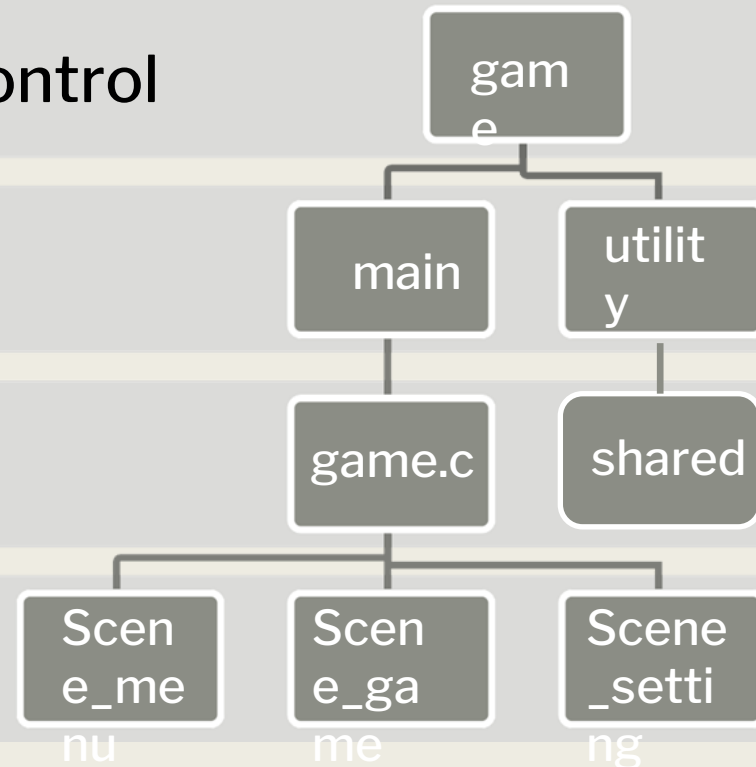 ontrol
gam
e
main
utilit
y
game.c
shared
Scen
e_me
nu
Scen
e_ga
me
Scene
_setti
ng